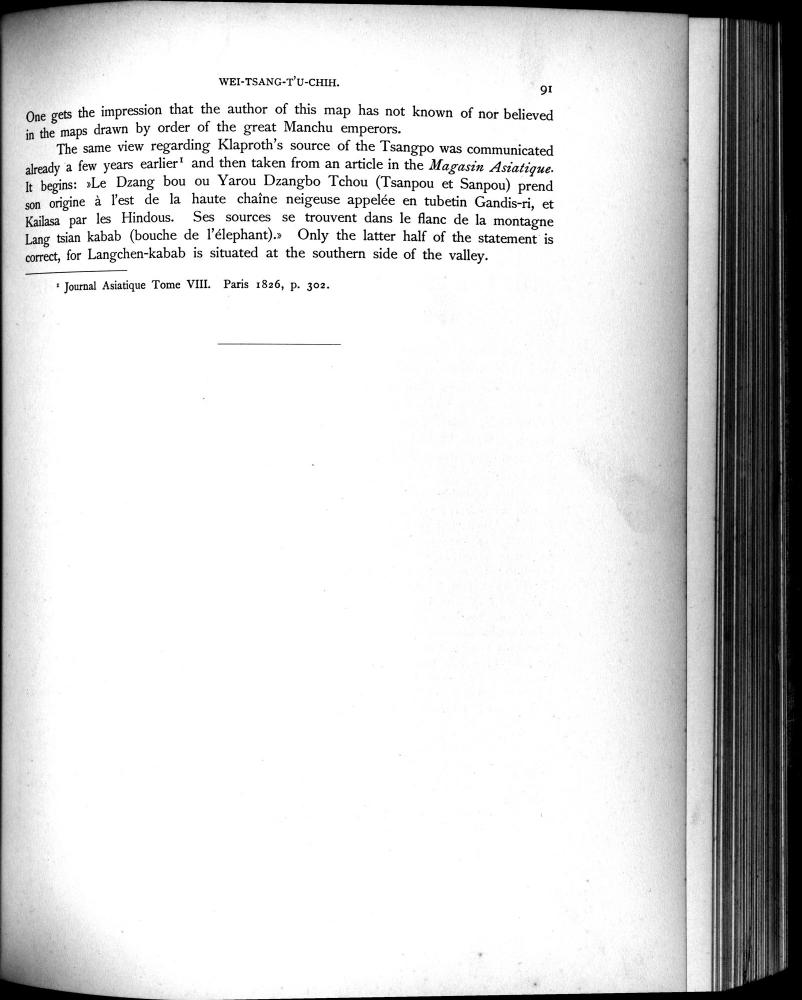 WEI-TSANG-T'U-CHIH.
91
One gets the impression that the author of this map has not known of nor believed
in the maps drawn by order of the great Manchu emperors.
The same view regarding Klaproth's source of the Tsangpo was communicated
already a few years earlier¹ and then taken from an article in the Magasin Asiatique.
It begins: »Le Dzang bou ou Yarou Dzangbo Tchou (Tsanpou et Sanpou) prend
son origine à l'est de la haute chaîne neigeuse appelée en tubetin Gandis-ri, et
Kailasa par les Hindous. Ses sources se trouvent dans le flanc de la montagne
Lang tsian kabab (bouche de l'élephant).» Only the latter half of the statement is
correct, for Langchen-kabab is situated at the southern side of the valley.
¹ Journal Asiatique Tome VIII. Paris 1826, p. 302.